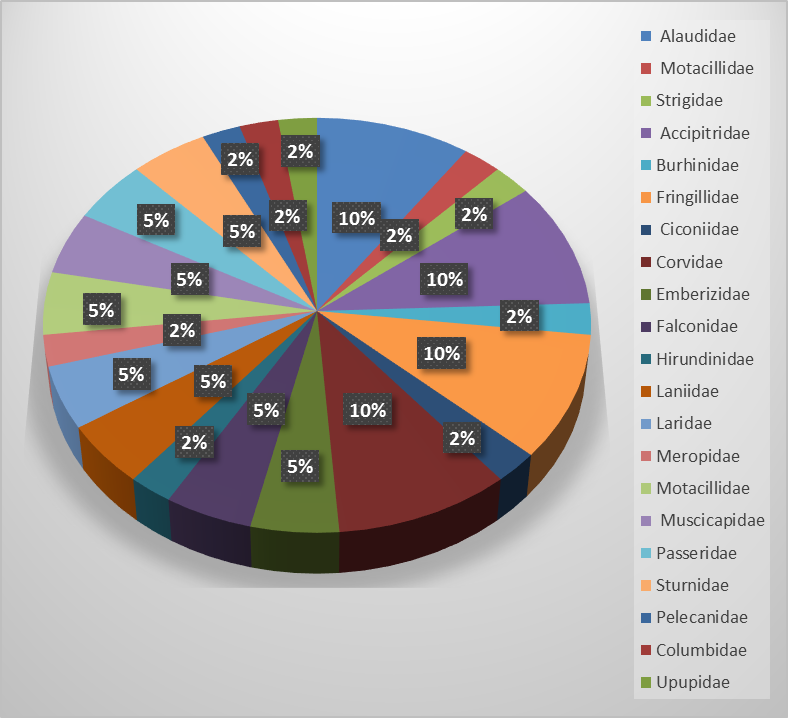 Alaudidae
Motacillidae
Strigidae
Accipitridae
Burhinidae
Fringillidae
Ciconiidae
Corvidae
Emberizidae
Falconidae
Hirundinidae
Laniidae
Laridae
Meropidae
Motacillidae
Muscicapidae
Passeridae
Sturnidae
Pelecanidae
Columbidae
Upupidae
10%
2%
2%
10%
2%
10%
2%
10%
5%
5%
2%
5%
5%
2%
5%
5%
5%
5%
2%
2%
2%